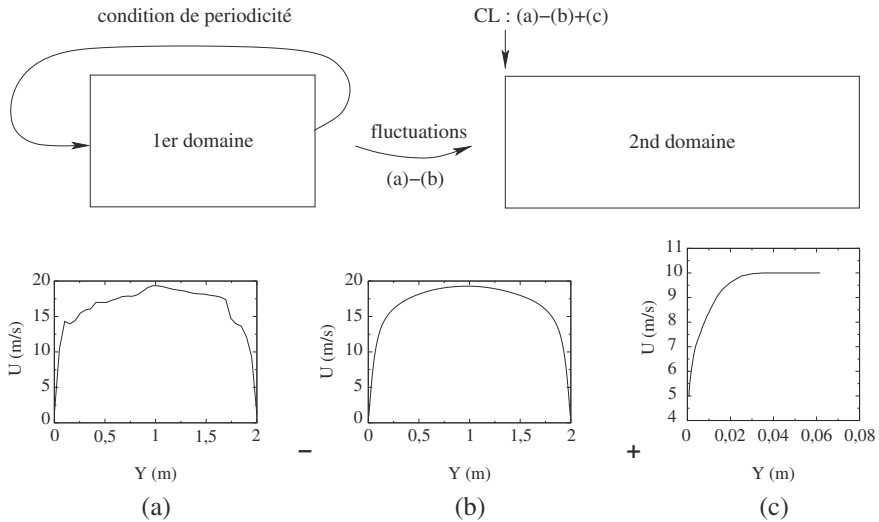 condition de periodicité
CL : (a)−(b)+(c)
1er domaine
fluctuations
(a)−(b)
2nd domaine
20
15
10
5
0
U (m/s)
0
0,5
1
1,5
2
Y (m)
(a)
−
20
15
10
5
0
U (m/s)
0
0,5
1
1,5
2
Y (m)
(b)
+
11
10
9
8
7
6
5
4
U (m/s)
0
0,02
0,04
0,06
0,08
Y (m)
(c)